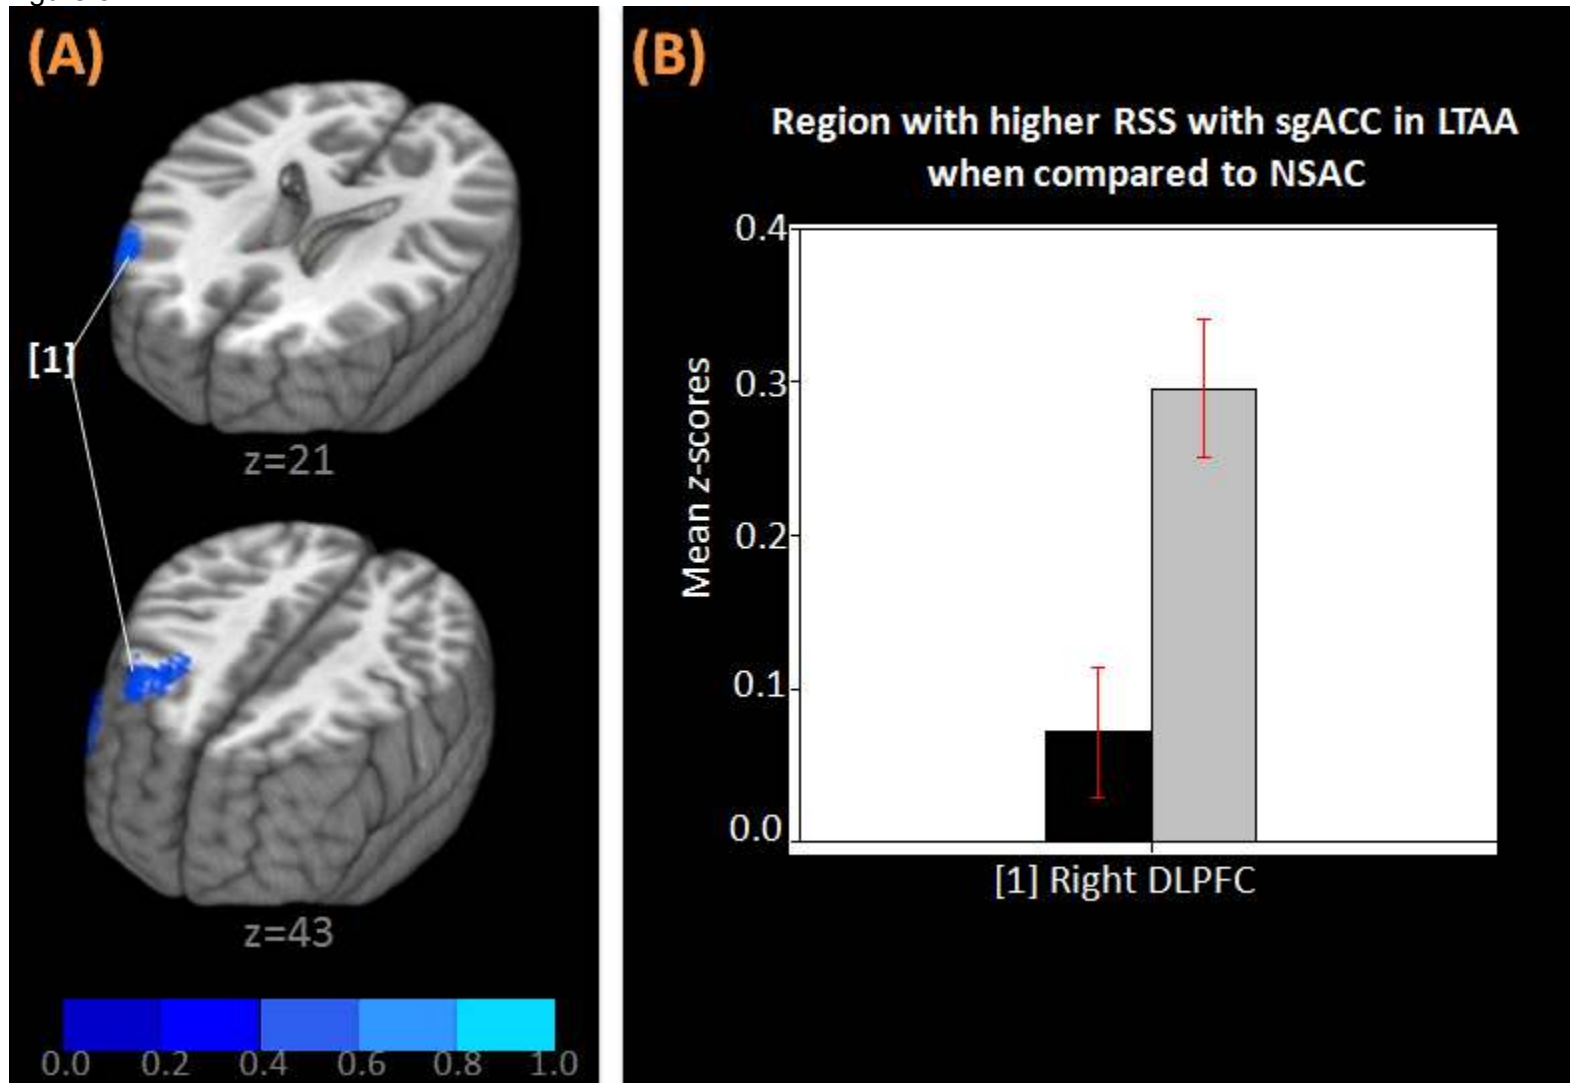 (A)
[1]
z=21
z=43
0.0 0.2 0.4 0.6 0.8 1.0
(B)
Region with higher RSS with sgACC in LTAA
when compared to NSAC
Mean z-scores
0.4
0.3
0.2
0.1
0.0
[1] Right DLPFC